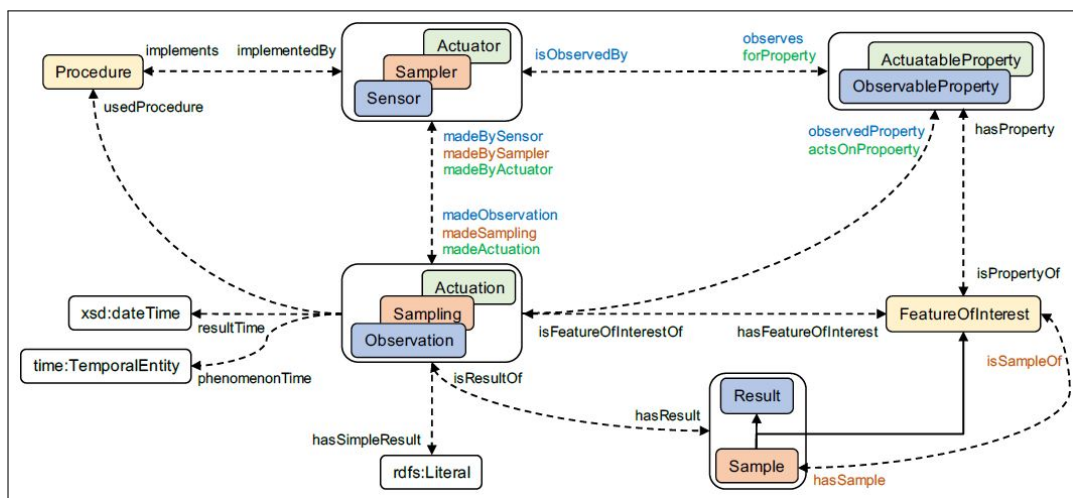 implements
implementedBy
Procedure
usedProcedure
Actuator
Sampler
Sensor
isObservedBy
observes
forProperty
ActuatableProperty
ObservableProperty
madeBySensor
madeBySampler
madeByActuator
observedProperty
actsOnPropoerty
hasProperty
madeObservation
madeSampling
madeActuation
isPropertyOf
xsd:dateTime
resultTime
time:TemporalEntity
phenomenonTime
Actuation
Sampling
Observation
isFeatureOfInterestOf
hasFeatureOfInterest
FeatureOfInterest
isSampleOf
isResultOf
hasResult
Result
Sample
hasSample
hasSimpleResult
rdfs:Literal